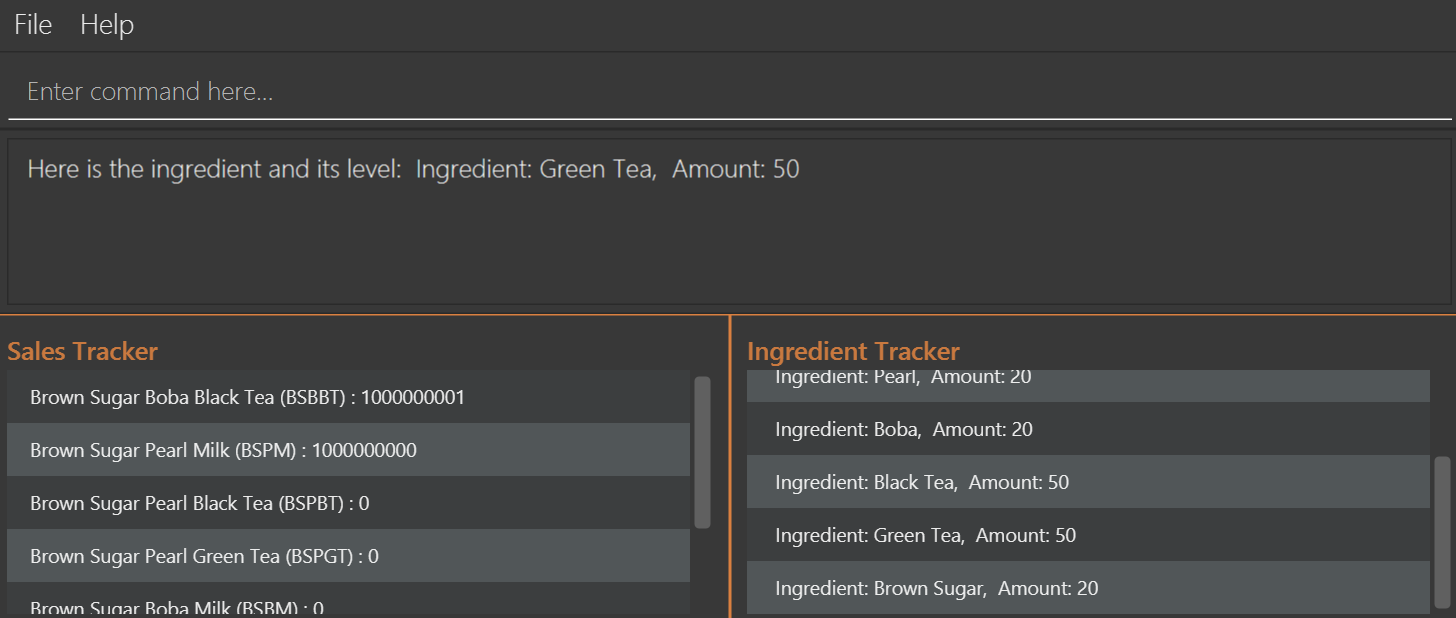 File Help
Enter command here...
Here is the ingredient and its level:  Ingredient: Green Tea,  Amount: 50
Sales Tracker
Brown Sugar Boba Black Tea (BSBBT) : 1000000001
Brown Sugar Pearl Milk (BSPM) : 1000000000
Brown Sugar Pearl Black Tea (BSPBT) : 0
Brown Sugar Pearl Green Tea (BSPGT) : 0
Brown Sugar Boba Milk (BSBM) : 0
Ingredient Tracker
Ingredient: Pearl,  Amount: 20
Ingredient: Boba,  Amount: 20
Ingredient: Black Tea,  Amount: 50
Ingredient: Green Tea,  Amount: 50
Ingredient: Brown Sugar,  Amount: 20